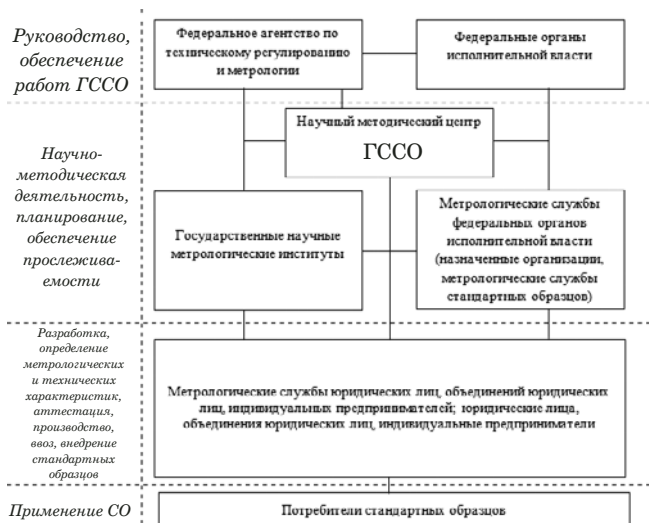 Руководство,
обеспечение
работ ГССО
Федеральное агентство по
техническому регулированию
и метрологии
Федеральные органы
исполнительной власти
Научно-
методическая
деятельность,
планирование,
обеспечение
прослежива-
емости
Научный методический центр
ГССО
Государственные научные
метрологические институты
Метрологические службы
федеральных органов
исполнительной власти
(назначенные организации,
метрологические службы
стандартных образцов)
Разработка,
определение
метрологических
и технических
характеристик,
аттестация,
производство,
ввоз, внедрение
стандартных
образцов
Метрологические службы юридических лиц, объединений юридических
лиц, индивидуальных предпринимателей; юридические лица,
объединения юридических лиц, индивидуальные предприниматели
Применение СО
Потребители стандартных образцов